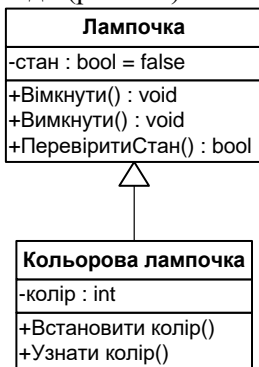 Лампочка
-стан : bool = false
+Вімкнути() : void
+Вимкнути() : void
+ПеревіритиСтан() : bool
Кольорова лампочка
-колір : int
+Встановити колір()
+Узнати колір()